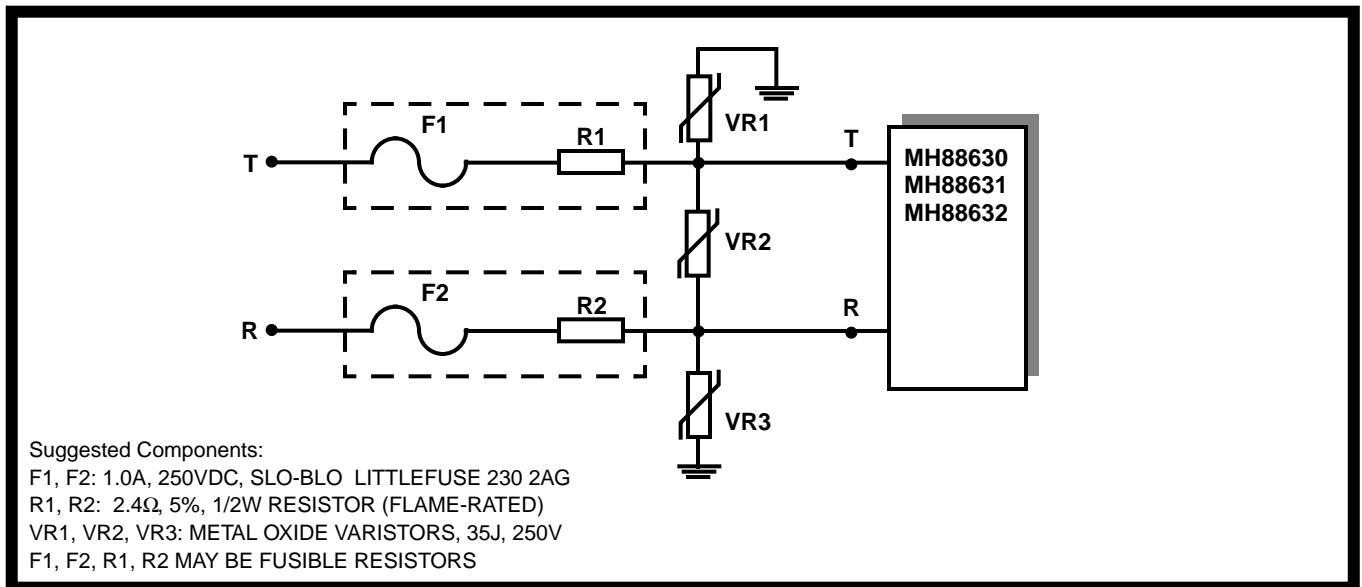 F1
R1
VR1
T
T
MH88630
MH88631
MH88632
VR2
F2
R2
R
R
VR3
Suggested Components:
F1, F2: 1.0A, 250VDC, SLO-BLO LITTLEFUSE 230 2AG
R1, R2: 2.4Ω, 5%, 1/2W RESISTOR (FLAME-RATED)
VR1, VR2, VR3: METAL OXIDE VARISTORS, 35J, 250V
F1, F2, R1, R2 MAY BE FUSIBLE RESISTORS